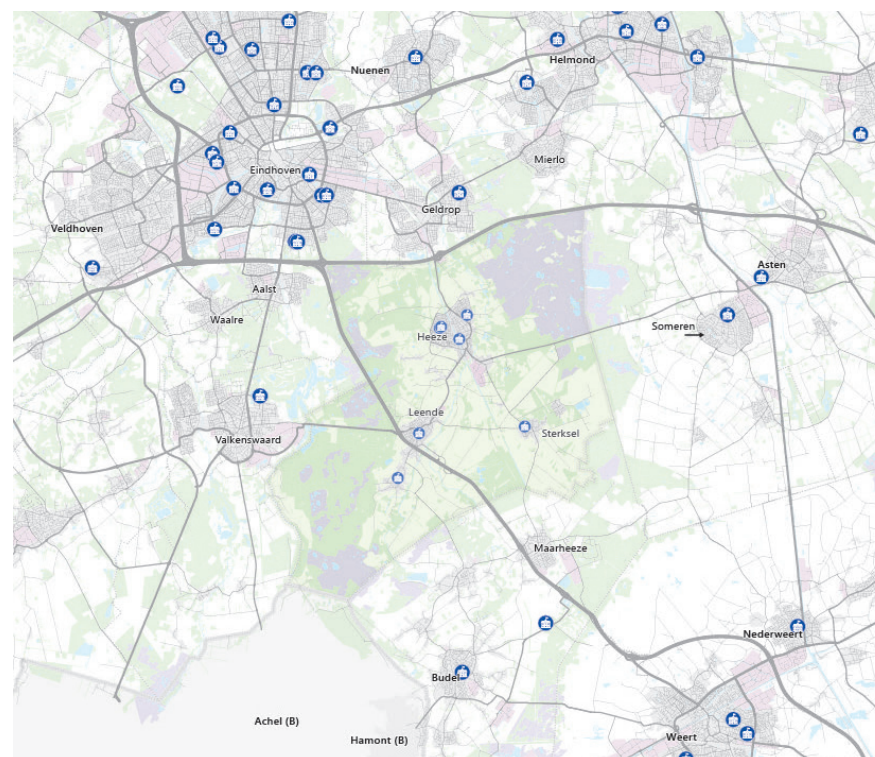 Nuenen
Helmond
Mierlo
Eindhoven
Geldrop
Veldhoven
Asten
Aalst
Waalre
Someren
Heeze
Leende
Sterksel
Valkenswaard
Maarheeze
Nederweert
Budel
Achel (B)
Weert
Hamont (B)